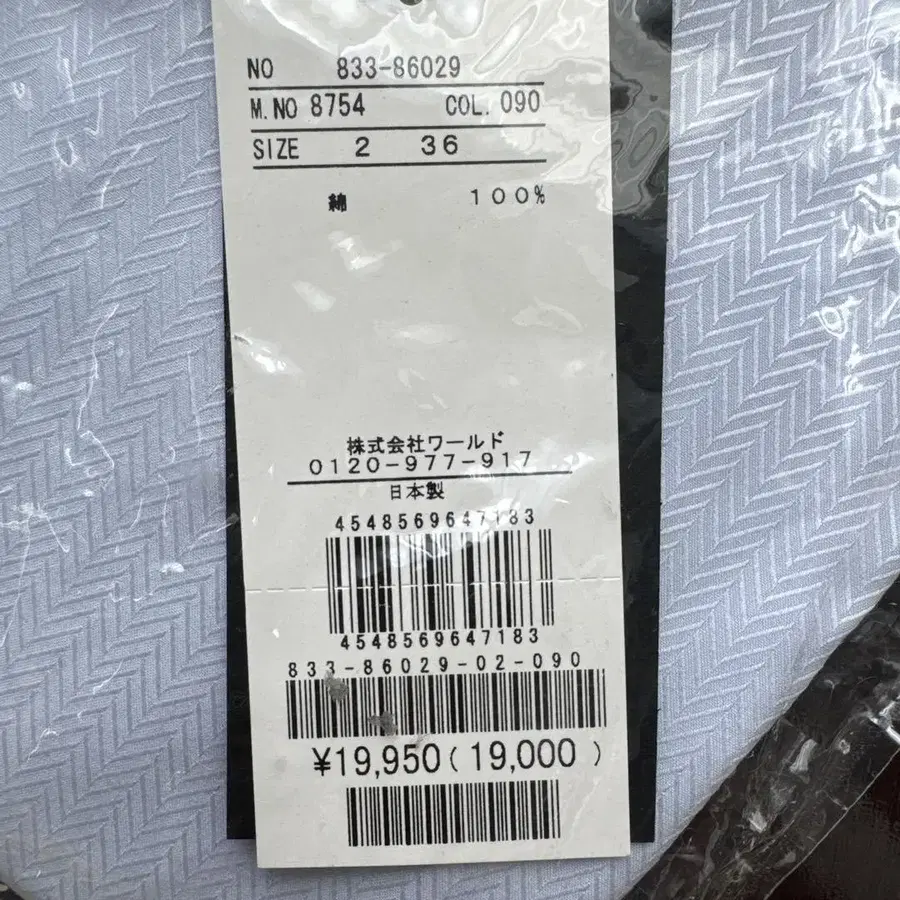 NO 833-86029
M.NO 8754 COL. 090
SIZE 2 36
綿 100%
株式会社ワールド
0120-977-917
日本製
4548569647183
4548569647183
833-86029-02-090
¥19,950(19,000)